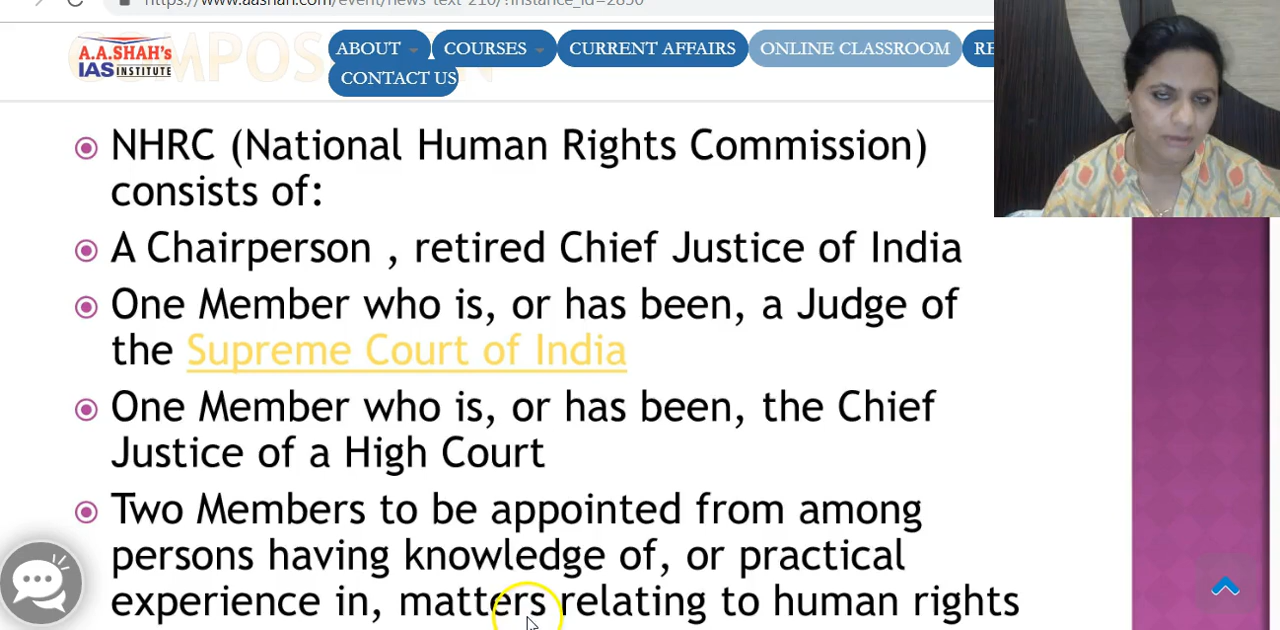 https://www.aashah.com/event/news-text-210/?instance_id=2850
A.A.SHAH's
IAS INSTITUTE
ABOUT
COURSES
CURRENT AFFAIRS
ONLINE CLASSROOM
RE
CONTACT US
NHRC (National Human Rights Commission)
consists of:
A Chairperson , retired Chief Justice of India
One Member who is, or has been, a Judge of
the Supreme Court of India
One Member who is, or has been, the Chief
Justice of a High Court
Two Members to be appointed from among
persons having knowledge of, or practical
experience in, matters relating to human rights